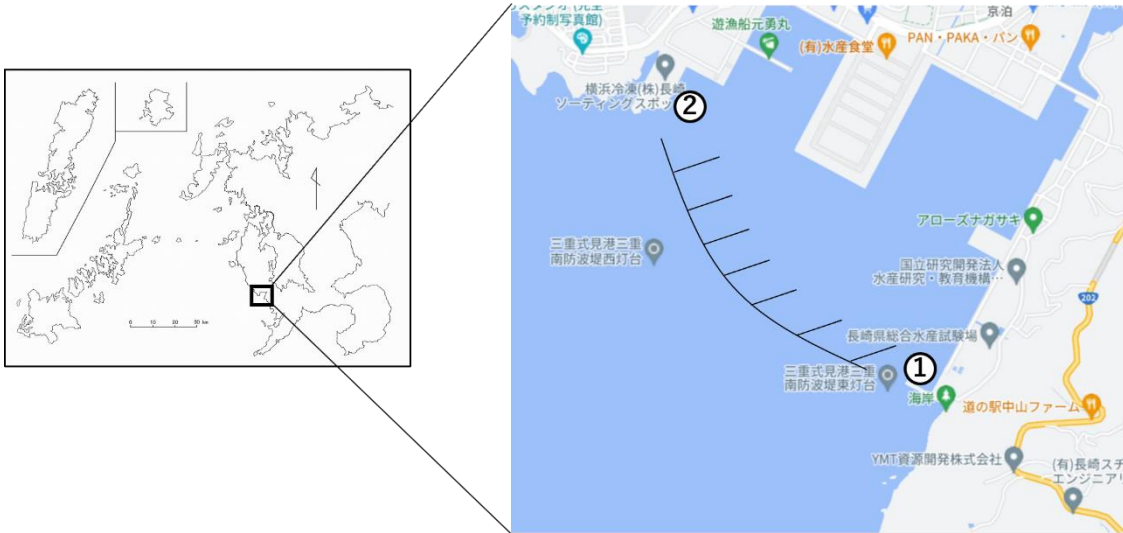 0 10 20 30 km
予約制写真館)
遊漁船元勇丸
(有)水産食堂
京泊
PAN・PAKA・パン
横浜冷凍(株)長崎
ソーティングスポッ
②
アローズナガサキ
三重式見港三重
南防波堤西灯台
国立研究開発法人
水産研究・教育機構…
202
長崎県総合水産試験場
三重式見港三重
南防波堤東灯台
①
海岸
道の駅中山ファーム
YMT資源開発株式会社
(有)長崎スチ
エンジニアリ